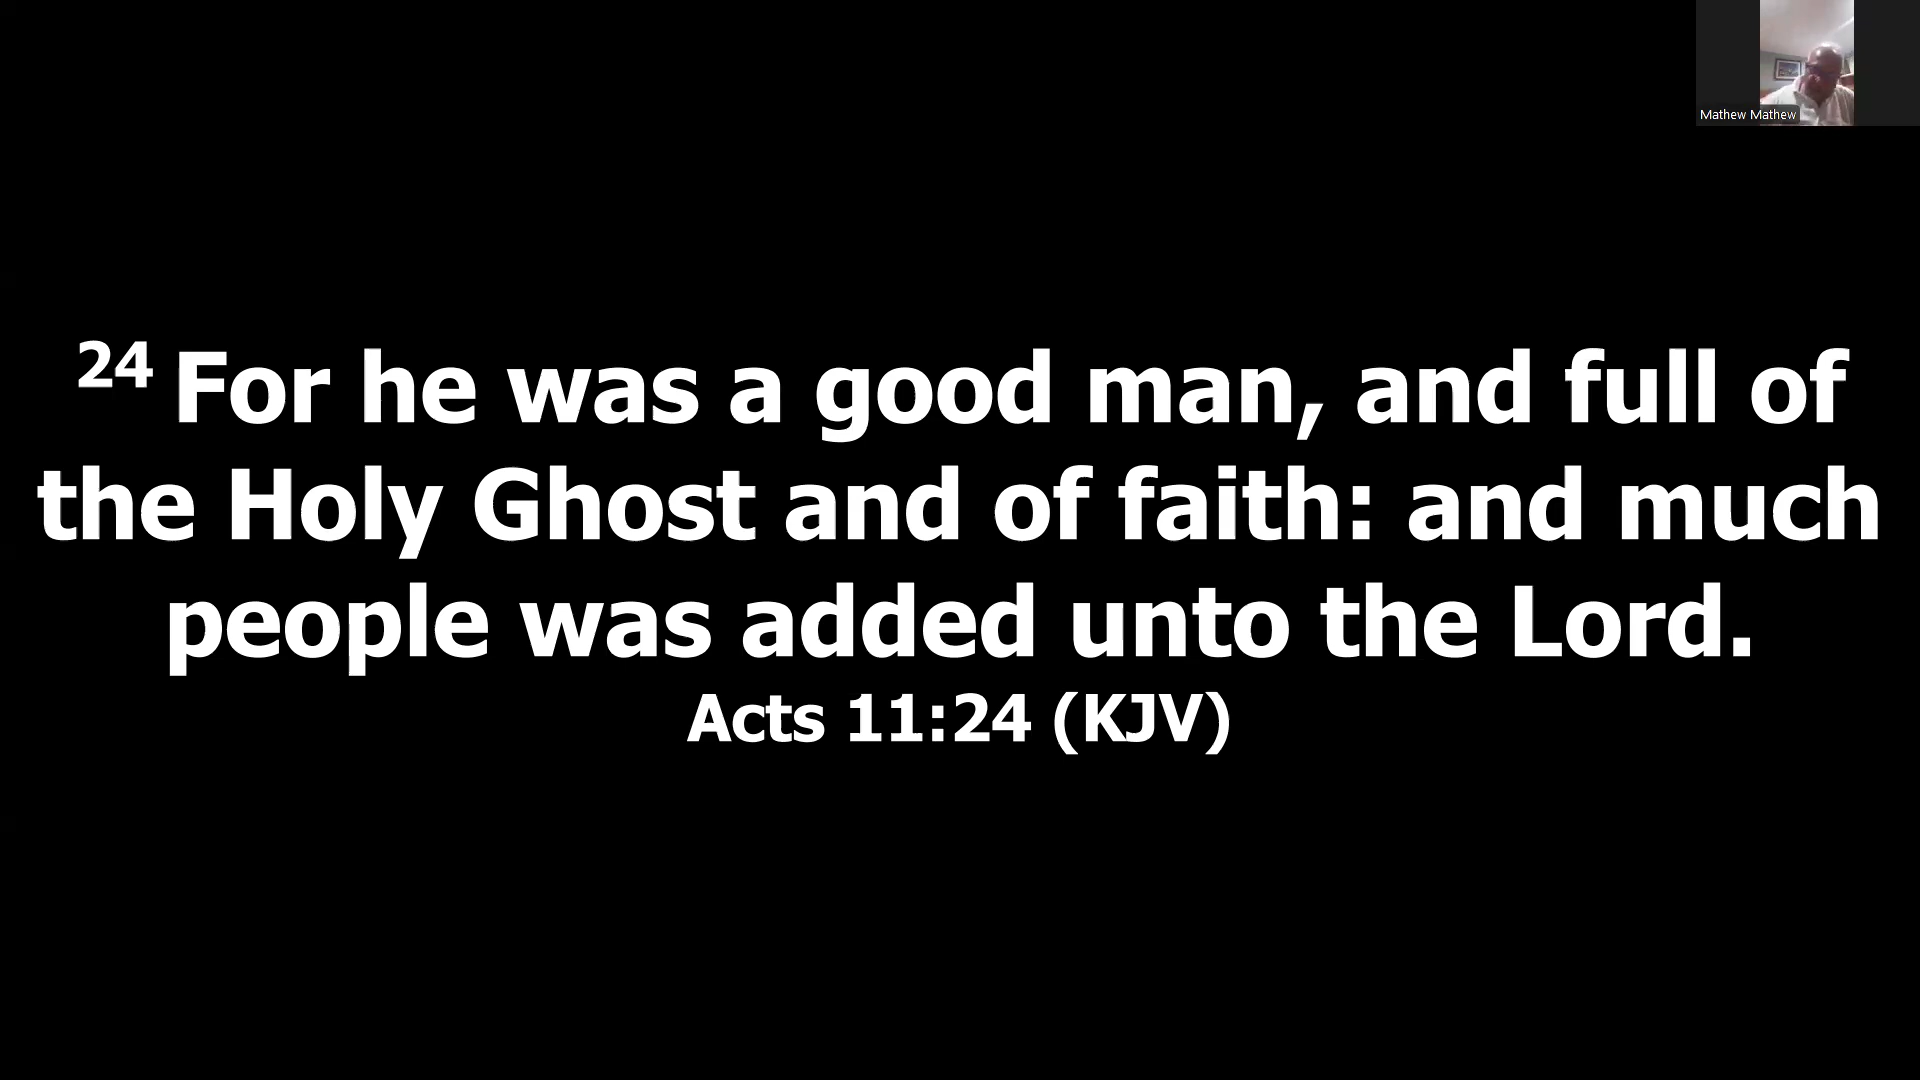 Mathew Mathew
24 For he was a good man, and full of
the Holy Ghost and of faith: and much
people was added unto the Lord.
Acts 11:24 (KJV)